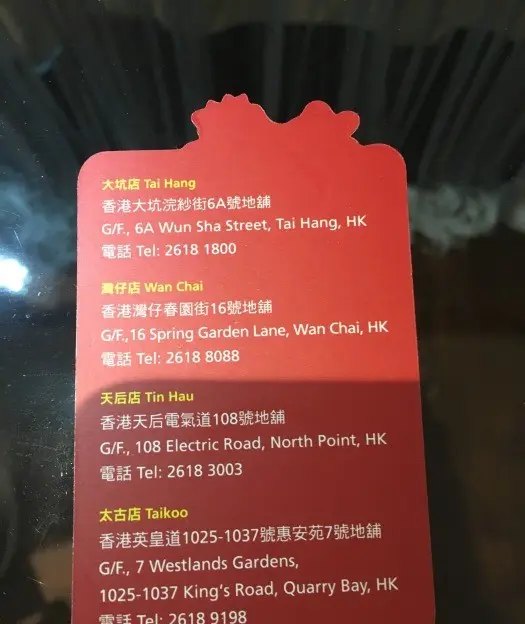 大坑店 Tai Hang
香港大坑浣紗街6A號地舖
G/F., 6A Wun Sha Street, Tai Hang, HK
電話 Tel: 2618 1800
灣仔店 Wan Chai
香港灣仔春園街16號地舖
G/F.,16 Spring Garden Lane, Wan Chai, HK
電話 Tel: 2618 8088
天后店 Tin Hau
香港天后電氣道108號地舖
G/F., 108 Electric Road, North Point, HK
電話 Tel: 2618 3003
太古店 Taikoo
香港英皇道1025-1037號惠安苑7號地舖
G/F., 7 Westlands Gardens,
1025-1037 King's Road, Quarry Bay, HK
電話 Tel: 2618 9198